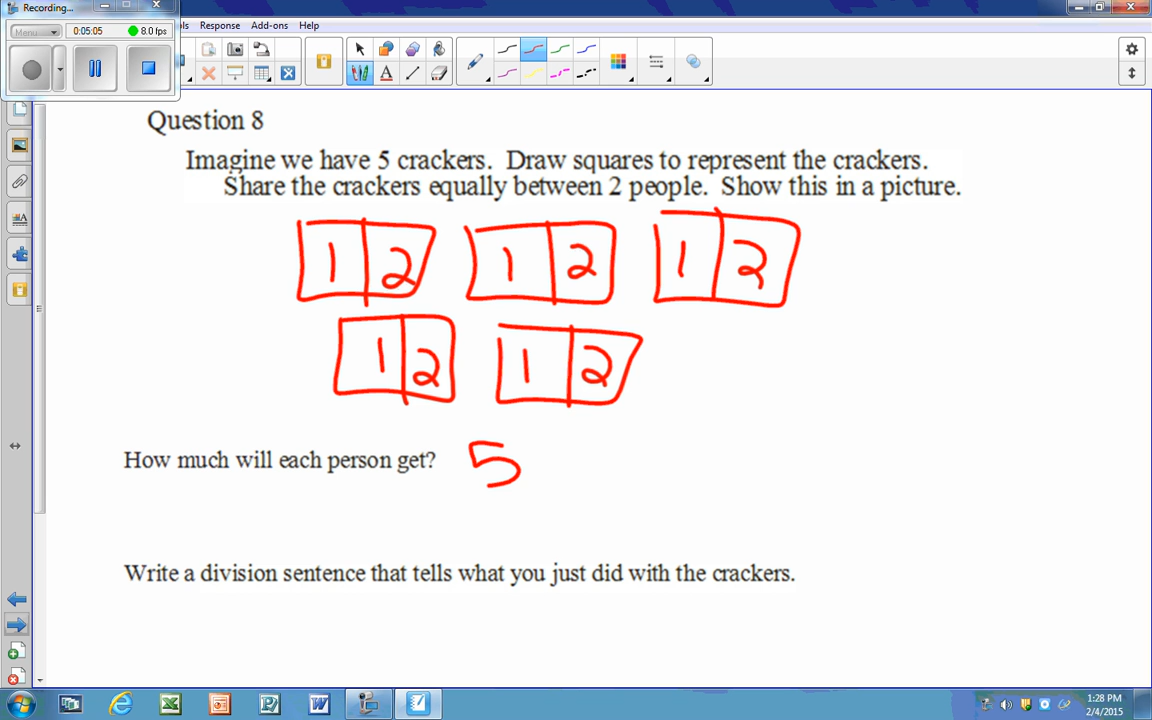 Recording...
Menu
0:05:05
8.0 fps
Response Add-ons Help
Question 8
Imagine we have 5 crackers. Draw squares to represent the crackers.
Share the crackers equally between 2 people. Show this in a picture.
1 2 1 2 1 2
1 2 1 2
How much will each person get? 5
Write a division sentence that tells what you just did with the crackers.
1:28 PM
2/4/2015